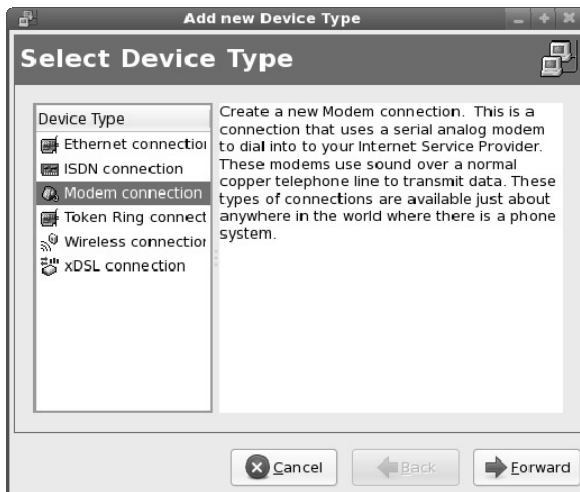 Add new Device Type
Select Device Type
Device Type
Ethernet connectio
ISDN connection
Modem connection
Token Ring connect
Wireless connection
xDSL connection
Create a new Modem connection. This is a
connection that uses a serial analog modem
to dial into to your Internet Service Provider.
These modems use sound over a normal
copper telephone line to transmit data. These
types of connections are available just about
anywhere in the world where there is a phone
system.
Cancel
Back
Forward